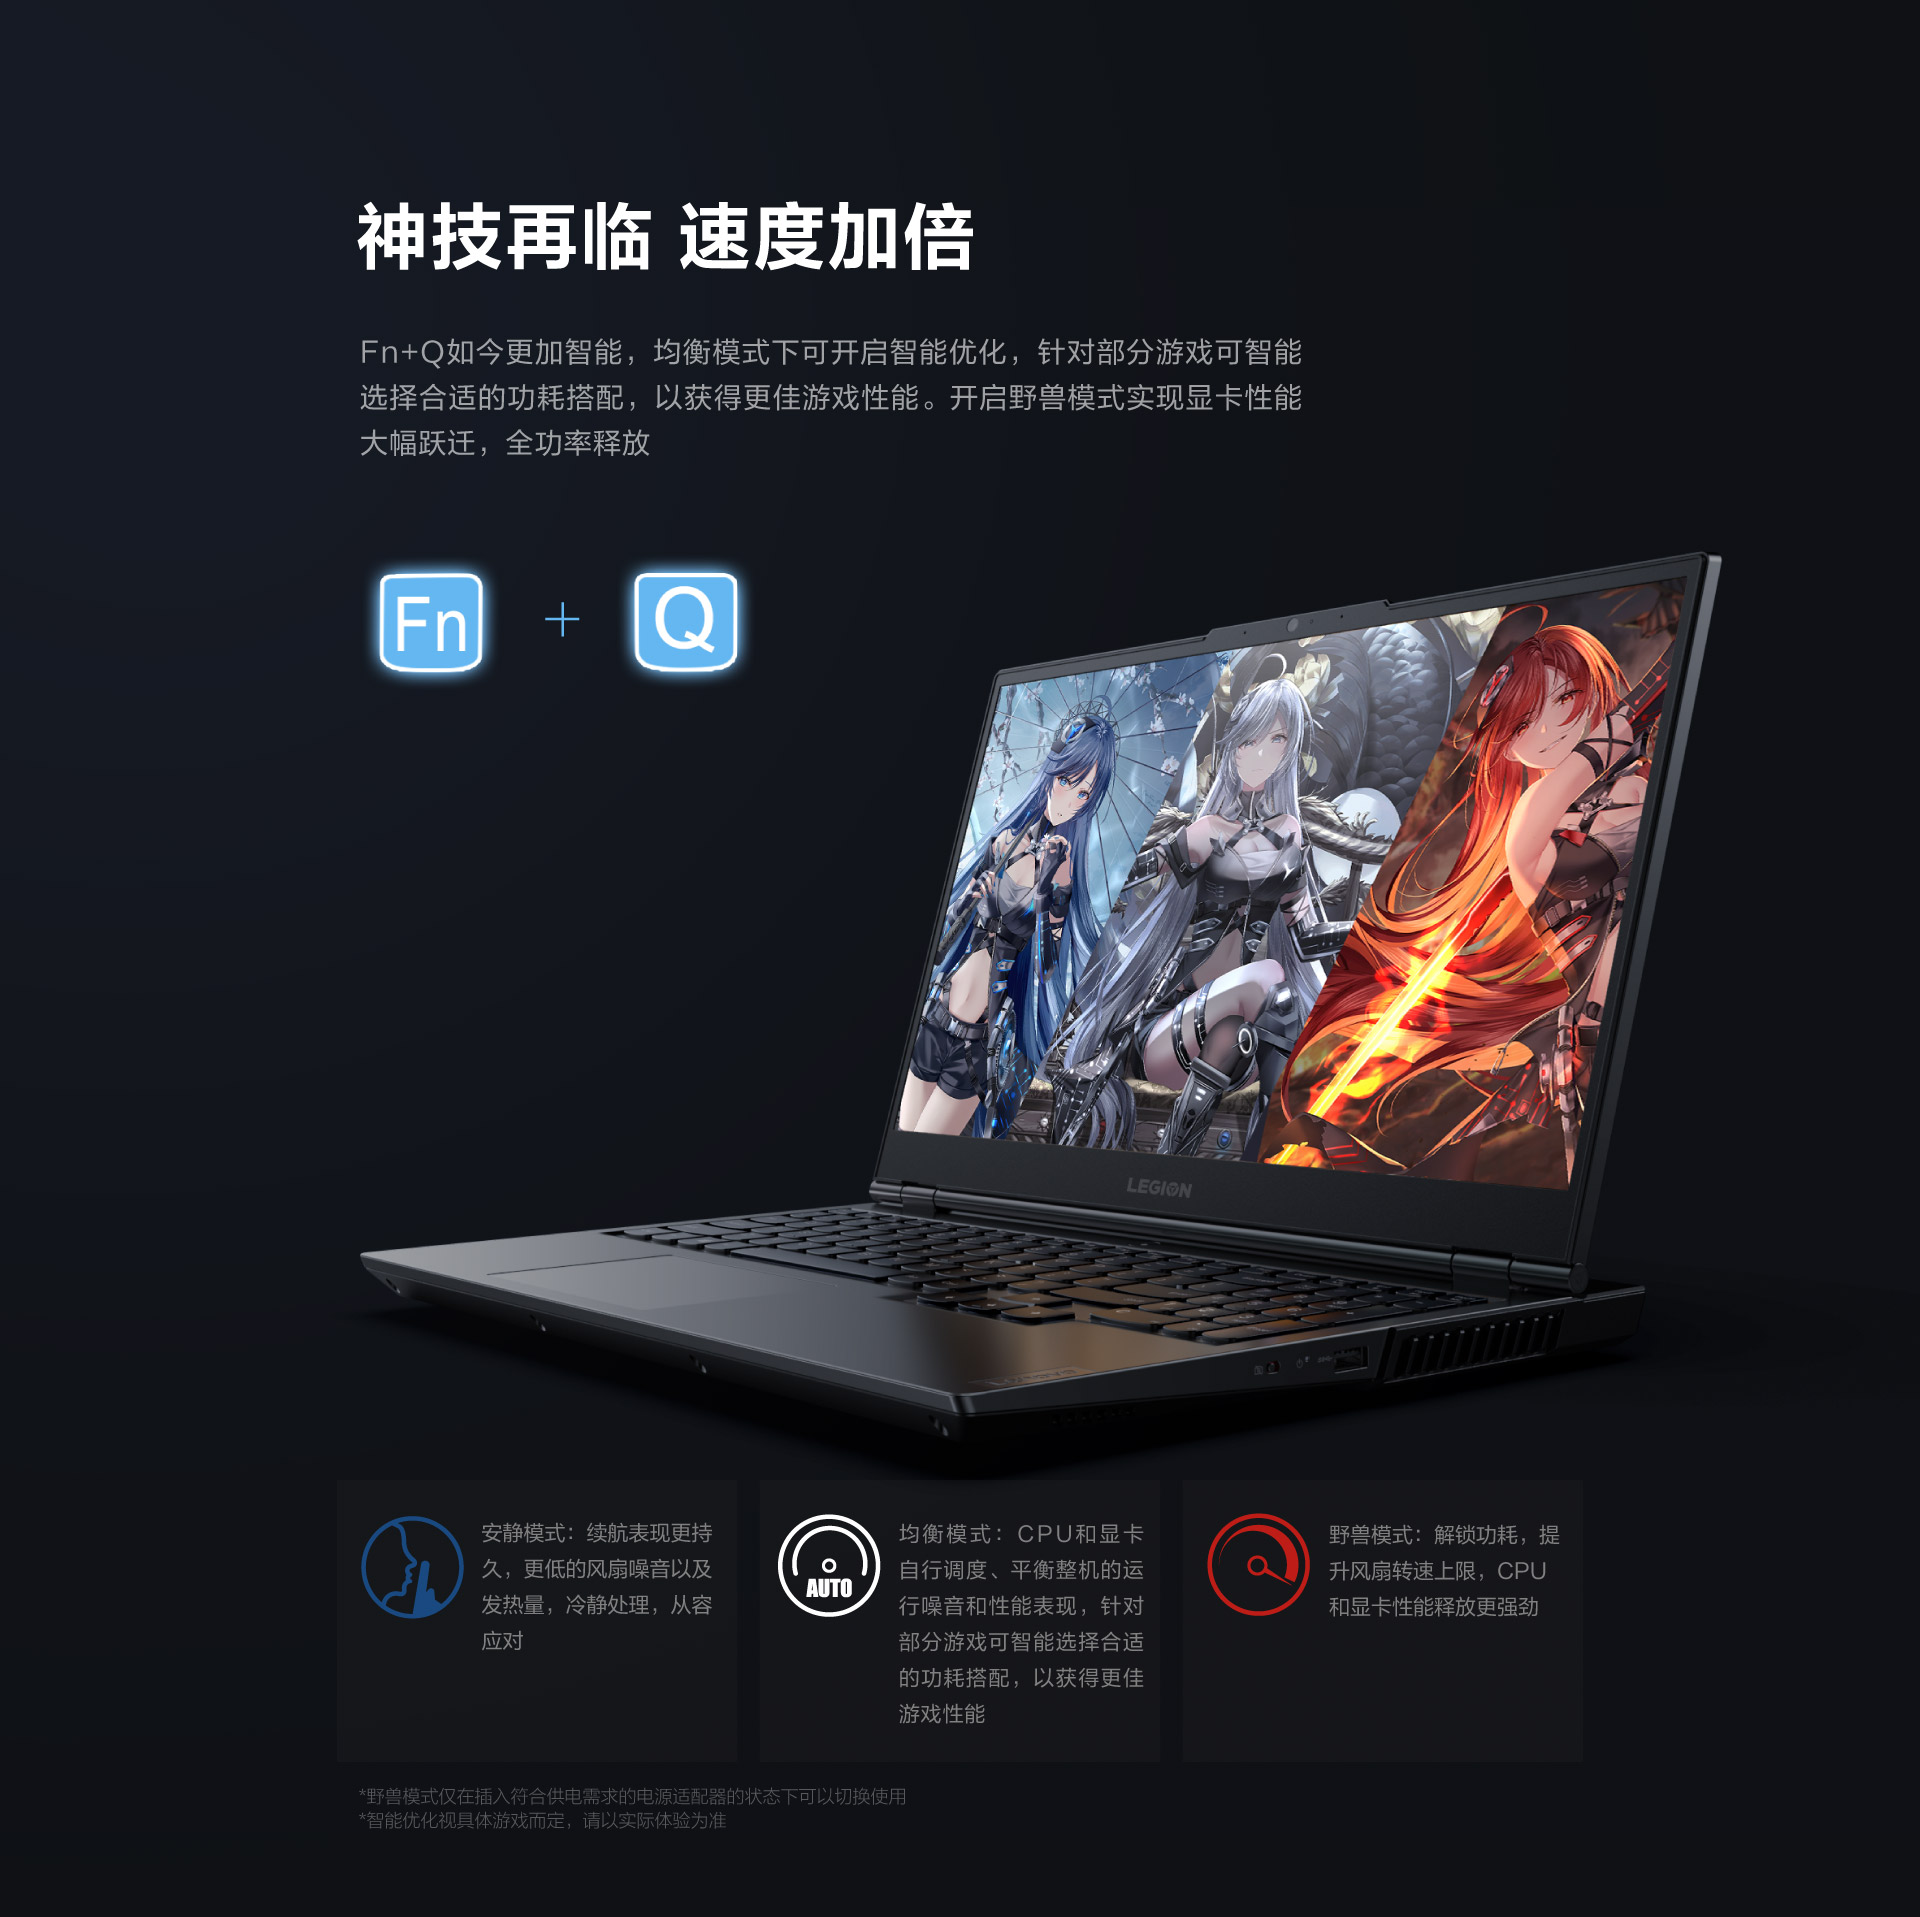 神技再临 速度加倍
Fn+Q如今更加智能，均衡模式下可开启智能优化，针对部分游戏可智能
选择合适的功耗搭配，以获得更佳游戏性能。开启野兽模式实现显卡性能
大幅跃迁，全功率释放
Fn + Q
LEGION
安静模式：续航表现更持
久，更低的风扇噪音以及
发热量，冷静处理，从容
应对
AUTO
均衡模式：CPU和显卡
自行调度、平衡整机的运
行噪音和性能表现，针对
部分游戏可智能选择合适
的功耗搭配，以获得更佳
游戏性能
野兽模式：解锁功耗，提
升风扇转速上限，CPU
和显卡性能释放更强劲
*野兽模式仅在插入符合供电需求的电源适配器的状态下可以切换使用
*智能优化视具体游戏而定，请以实际体验为准